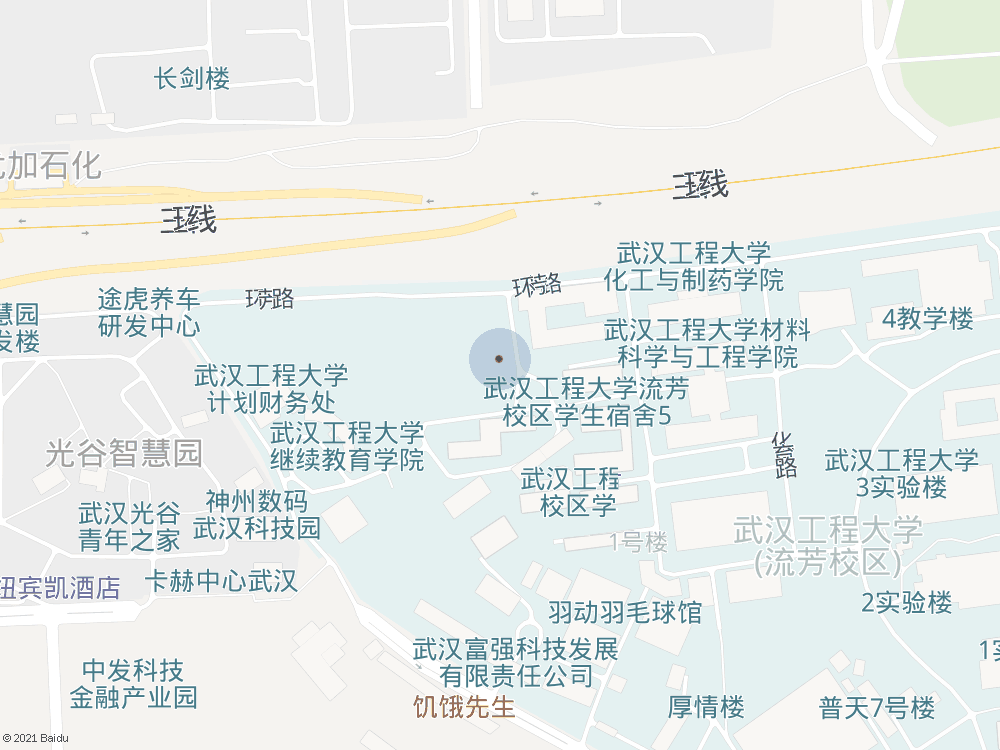 长剑楼
加石化
三环线
三环线
武汉工程大学
化工与制药学院
环湾路
环湾路
途虎养车
研发中心
慧园
发楼
4教学楼
武汉工程大学材料
科学与工程学院
武汉工程大学
计划财务处
武汉工程大学流芳
校区学生宿舍5
武汉工程大学
继续教育学院
光谷智慧园
化育路
武汉工程大学
3实验楼
武汉工程
校区学
神州数码
武汉科技园
武汉光谷
青年之家
1号楼
武汉工程大学
(流芳校区)
纽宾凯酒店
卡赫中心武汉
羽动羽毛球馆
2实验楼
武汉富强科技发展
有限责任公司
1实
中发科技
金融产业园
饥饿先生
厚情楼
普天7号楼
© 2021 Baidu